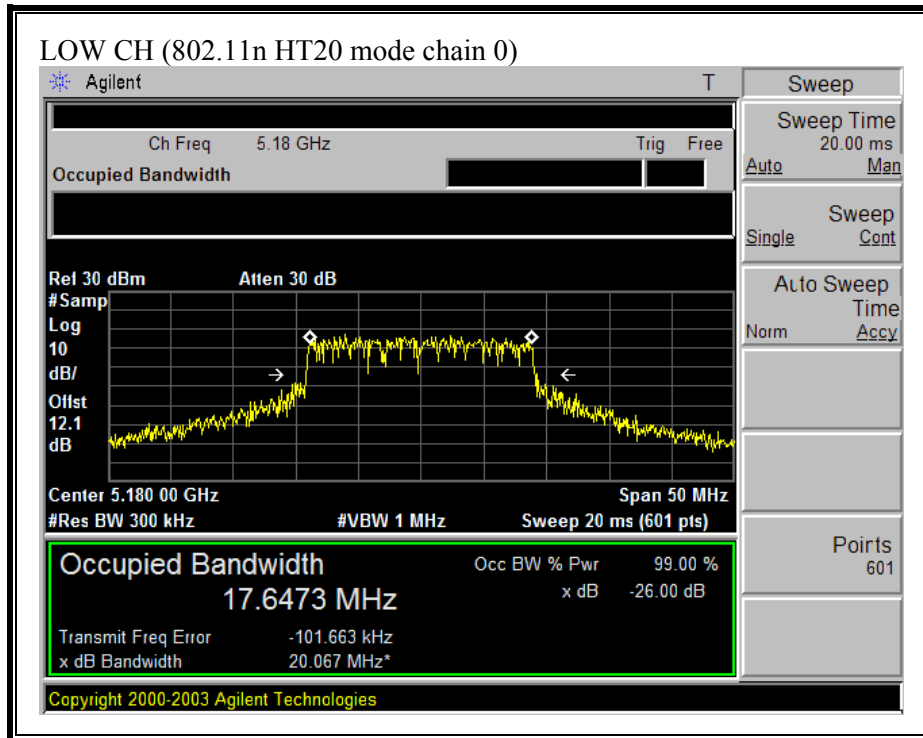 LOW CH (802.11n HT20 mode chain 0)
Agilent T
Ch Freq 5.18 GHz Trig Free
Occupied Bandwidth
Ref 30 dBm Atten 30 dB
#Samp
Log
10
dB/
Offst
12.1
dB
Center 5.180 00 GHz Span 50 MHz
#Res BW 300 kHz #VBW 1 MHz Sweep 20 ms (601 pts)
Occupied Bandwidth
17.6473 MHz
Occ BW % Pwr 99.00 %
x dB -26.00 dB
Transmit Freq Error -101.663 kHz
x dB Bandwidth 20.067 MHz*
Copyright 2000-2003 Agilent Technologies
Sweep
Sweep Time
20.00 ms
Auto Man
Sweep
Single Cont
Auto Sweep
Time
Norm Accy
Points
601